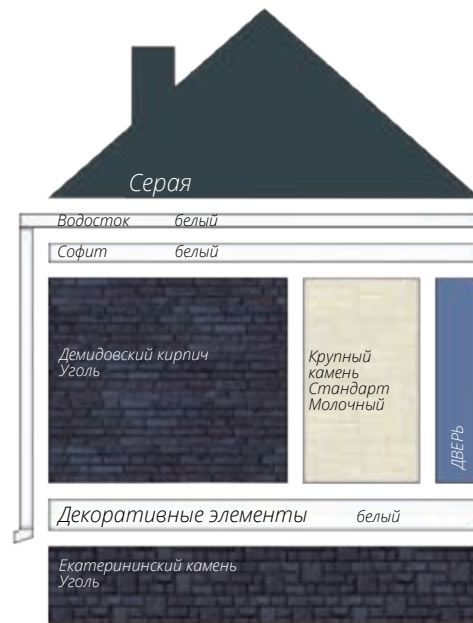 Серая
Водосток белый
Софит белый
Демидовский кирпич
Уголь
Крупный
камень
Стандарт
Молочный
ДВЕРЬ
Декоративные элементы белый
Екатерининский камень
Уголь